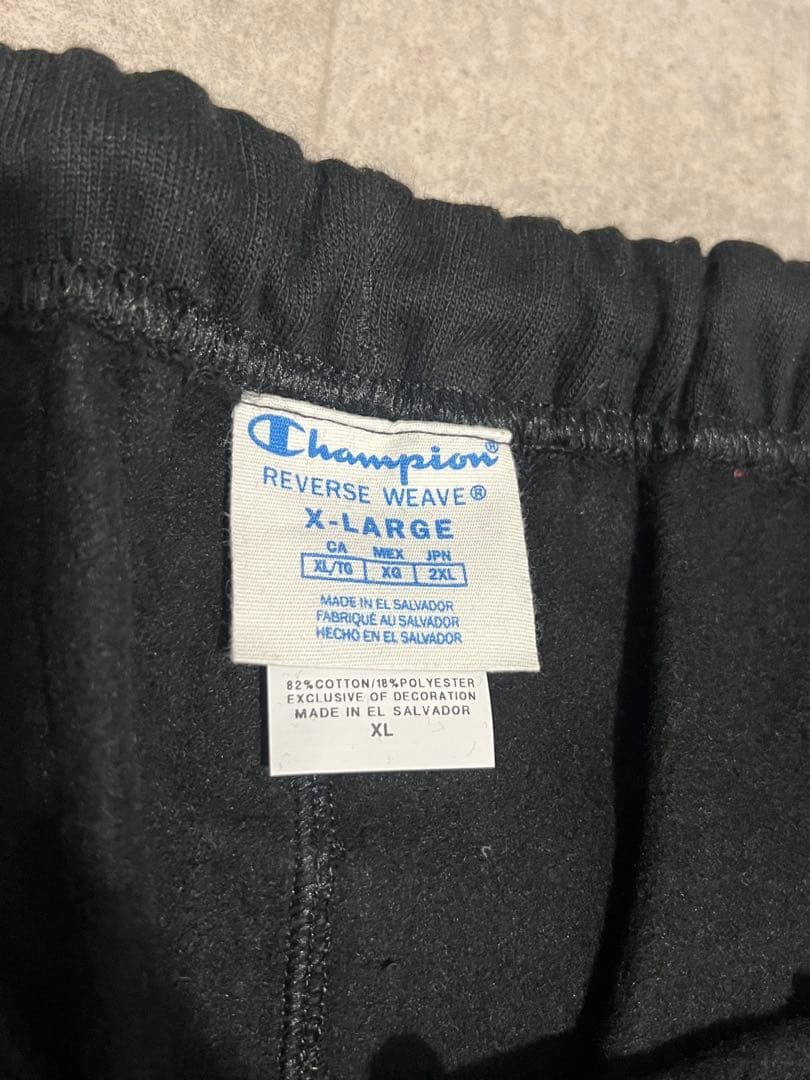 Champion®
REVERSE WEAVE®
X-LARGE
CA MEX JPN
XL/TG XG 2XL
MADE IN EL SALVADOR
FABRIQUÉ AU SALVADOR
HECHO EN EL SALVADOR
82%COTTON/18%POLYESTER
EXCLUSIVE OF DECORATION
MADE IN EL SALVADOR
XL